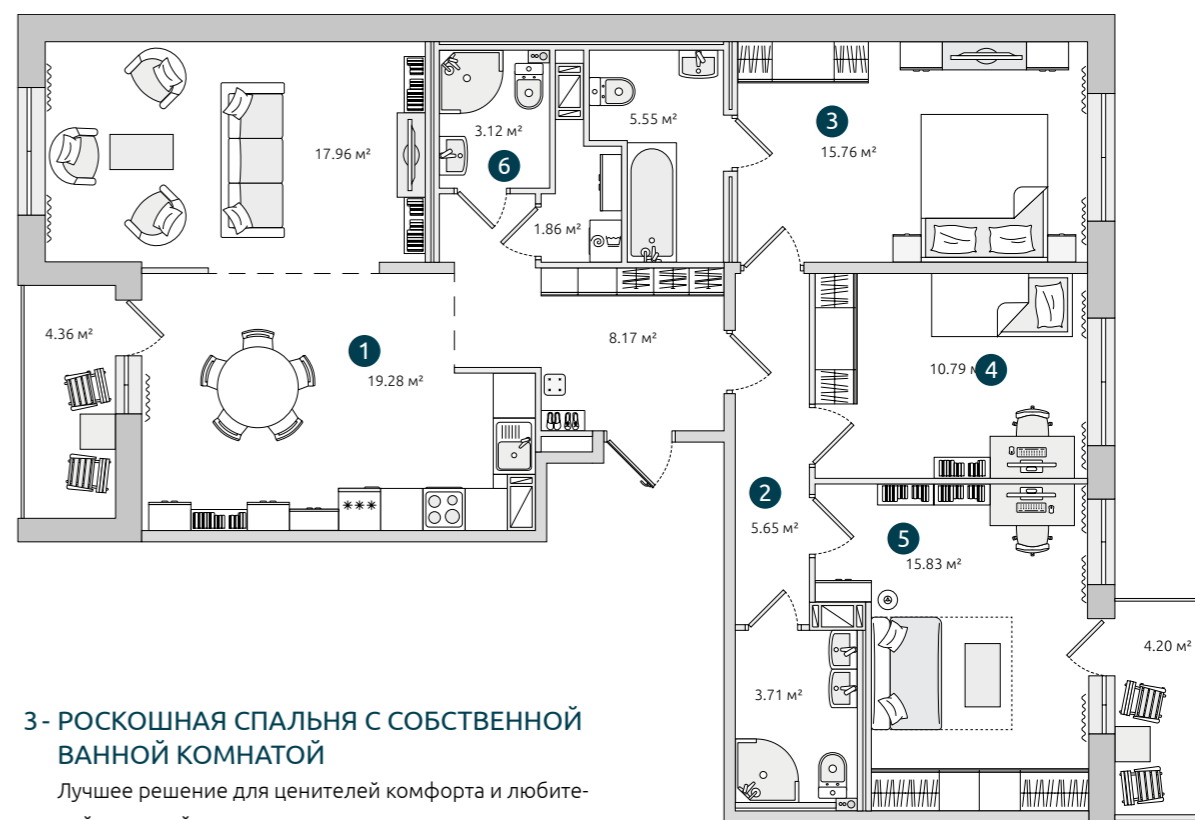 17.96 м²
3.12 м²
6
5.55 м²
3
15.76 м²
1.86 м²
4.36 м²
1
19.28 м²
8.17 м²
10.79
4
2
5.65 м²
5
15.83 м²
4.20 м²
3.71 м²
3 - РОСКОШНАЯ СПАЛЬНЯ С СОБСТВЕННОЙ
ВАННОЙ КОМНАТОЙ
Лучшее решение для ценителей комфорта и любите-